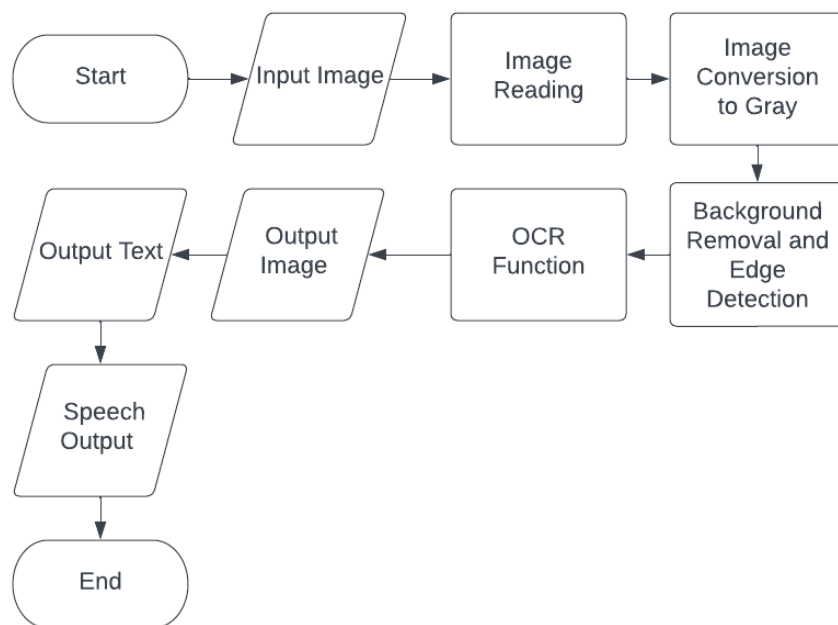 Start
Input Image
Image
Reading
Image
Conversion
to Gray
Background
Removal and
Edge
Detection
OCR
Function
Output
Image
Output Text
Speech
Output
End